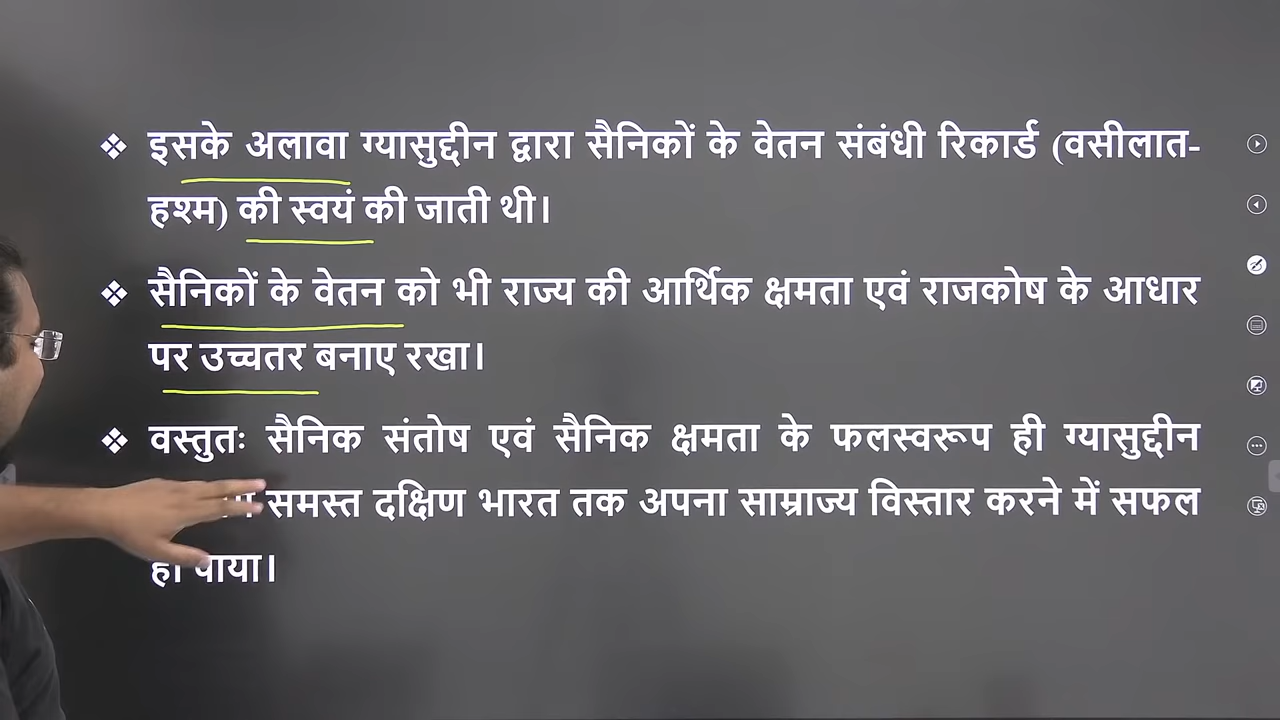 ❖ इसके अलावा ग्यासुद्दीन द्वारा सैनिकों के वेतन संबंधी रिकार्ड (वसीलात-
हश्म) की स्वयं की जाती थी।
❖ सैनिकों के वेतन को भी राज्य की आर्थिक क्षमता एवं राजकोष के आधार
पर उच्चतर बनाए रखा।
❖ वस्तुतः सैनिक संतोष एवं सैनिक क्षमता के फलस्वरूप ही ग्यासुद्दीन
समस्त दक्षिण भारत तक अपना साम्राज्य विस्तार करने में सफल
हो पाया।